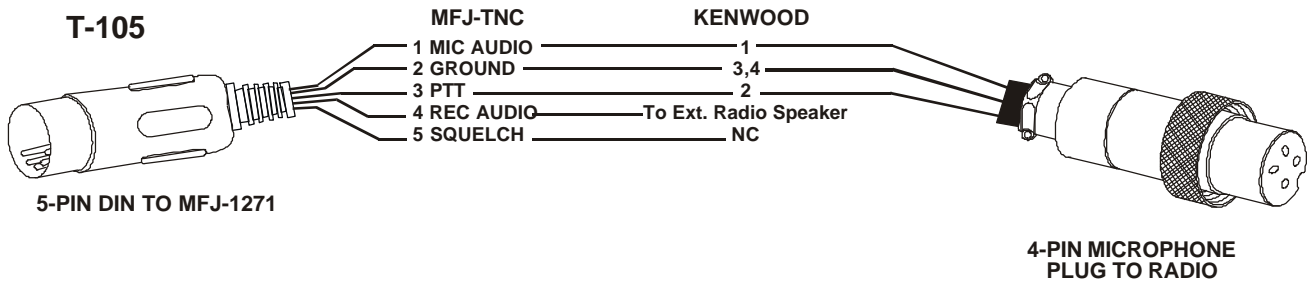 T-105
MFJ-TNC KENWOOD
1 MIC AUDIO 1
2 GROUND 3,4
3 PTT 2
4 REC AUDIO To Ext. Radio Speaker
5 SQUELCH NC
5-PIN DIN TO MFJ-1271
4-PIN MICROPHONE
PLUG TO RADIO